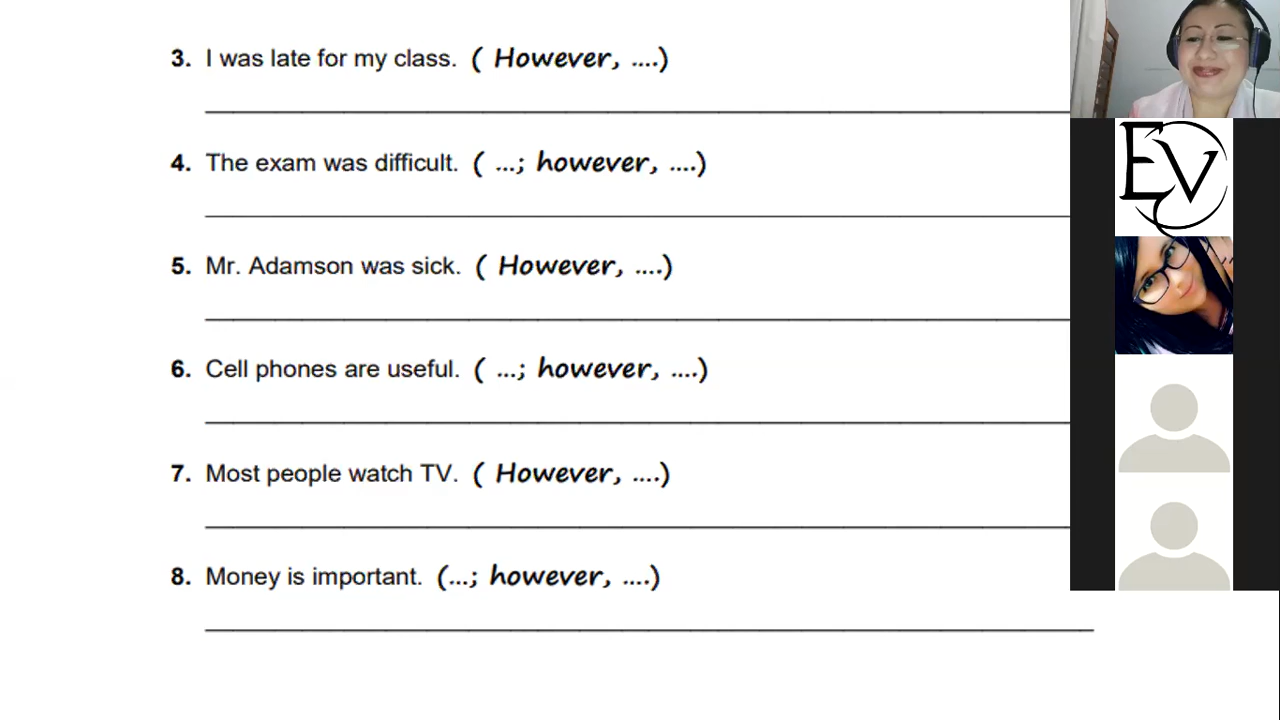 3. I was late for my class. ( However, ....)
4. The exam was difficult. ( ...; however, ....)
5. Mr. Adamson was sick. ( However, ....)
6. Cell phones are useful. ( ...; however, ....)
7. Most people watch TV. ( However, ....)
8. Money is important. (...; however, ....)
EV